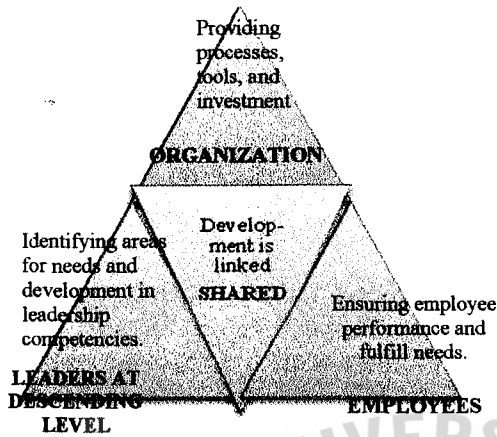 Providing
processes,
tools, and
investment
ORGANIZATION
Identifying areas
for needs and
development in
leadership
competencies.
LEADERS AT
DESCENDING
LEVEL
Develop-
ment is
linked
SHARED
Ensuring employee
performance and
fulfill needs.
EMPLOYEES